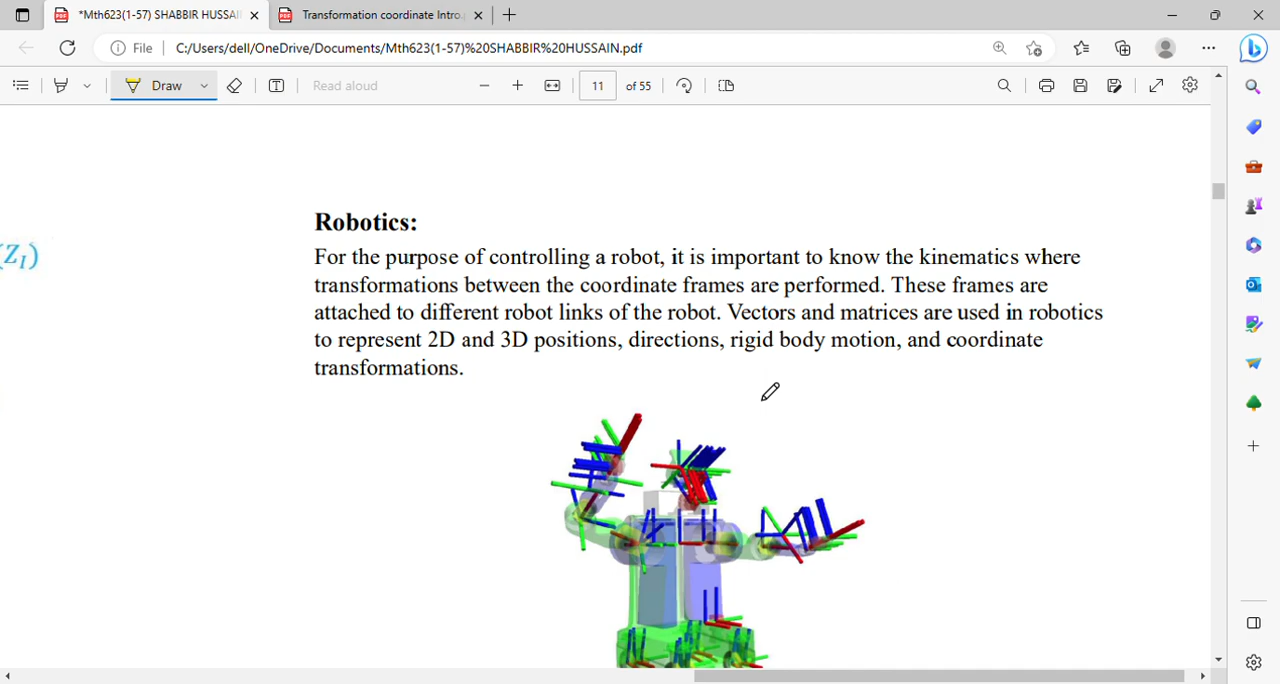 *Mth623(1-57) SHABBIR HUSSAI
Transformation coordinate Intro.
File
C:/Users/dell/OneDrive/Documents/Mth623(1-57)%20SHABBIR%20HUSSAIN.pdf
Draw
Read aloud
11
of 55
(Z_I)
Robotics:
For the purpose of controlling a robot, it is important to know the kinematics where
transformations between the coordinate frames are performed. These frames are
attached to different robot links of the robot. Vectors and matrices are used in robotics
to represent 2D and 3D positions, directions, rigid body motion, and coordinate
transformations.